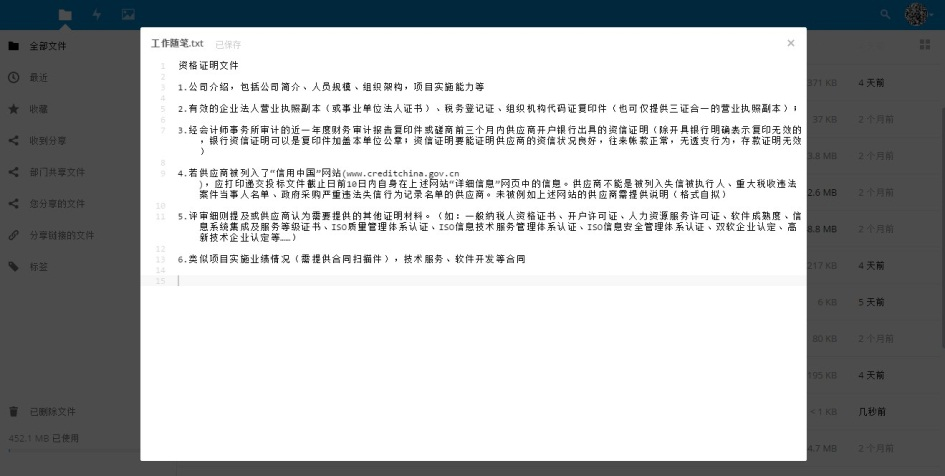 全部文件
最近
收藏
收到分享
部门共享文件
您分享的文件
分享链接的文件
标签
已删除文件
452.1 MB 已使用
工作随笔.txt 已保存 ×
1 资格证明文件
2
3 1.公司介绍，包括公司简介、人员规模、组织架构，项目实施能力等
4
5 2.有效的企业法人营业执照副本（或事业单位法人证书）、税务登记证、组织机构代码证复印件（也可仅提供三证合一的营业执照副本）；
6
7 3.经会计师事务所审计的近一年度财务审计报告复印件或磋商前三个月内供应商开户银行出具的资信证明（除开具银行明确表示复印无效的
，银行资信证明可以是复印件加盖本单位公章；资信证明要能证明供应商的资信状况良好，往来帐款正常，无透支行为，存款证明无效
）
8
9 4.若供应商被列入了“信用中国”网站(www.creditchina.gov.cn
)，应打印递交投标文件截止日前10日内自身在上述网站“详细信息”网页中的信息。供应商不能是被列入失信被执行人、重大税收违法
案件当事人名单、政府采购严重违法失信行为记录名单的供应商。未被例如上述网站的供应商需提供说明（格式自拟）
10
11 5.评审细则提及或供应商认为需要提供的其他证明材料。（如：一般纳税人资格证书、开户许可证、人力资源服务许可证、软件成熟度、信
息系统集成及服务等级证书、ISO质量管理体系认证、ISO信息技术服务管理体系认证、ISO信息安全管理体系认证、双软企业认定、高
新技术企业认定等……）
12
13 6.类似项目实施业绩情况（需提供合同扫描件），技术服务、软件开发等合同
14
15
371 KB 4 天前
37 KB 2 个月前
3.8 MB 2 个月前
2.6 MB 2 个月前
8.8 MB 2 个月前
217 KB 4 天前
6 KB 5 天前
80 KB 2 个月前
195 KB 4 天前
< 1 KB 几秒前
4.7 MB 2 个月前